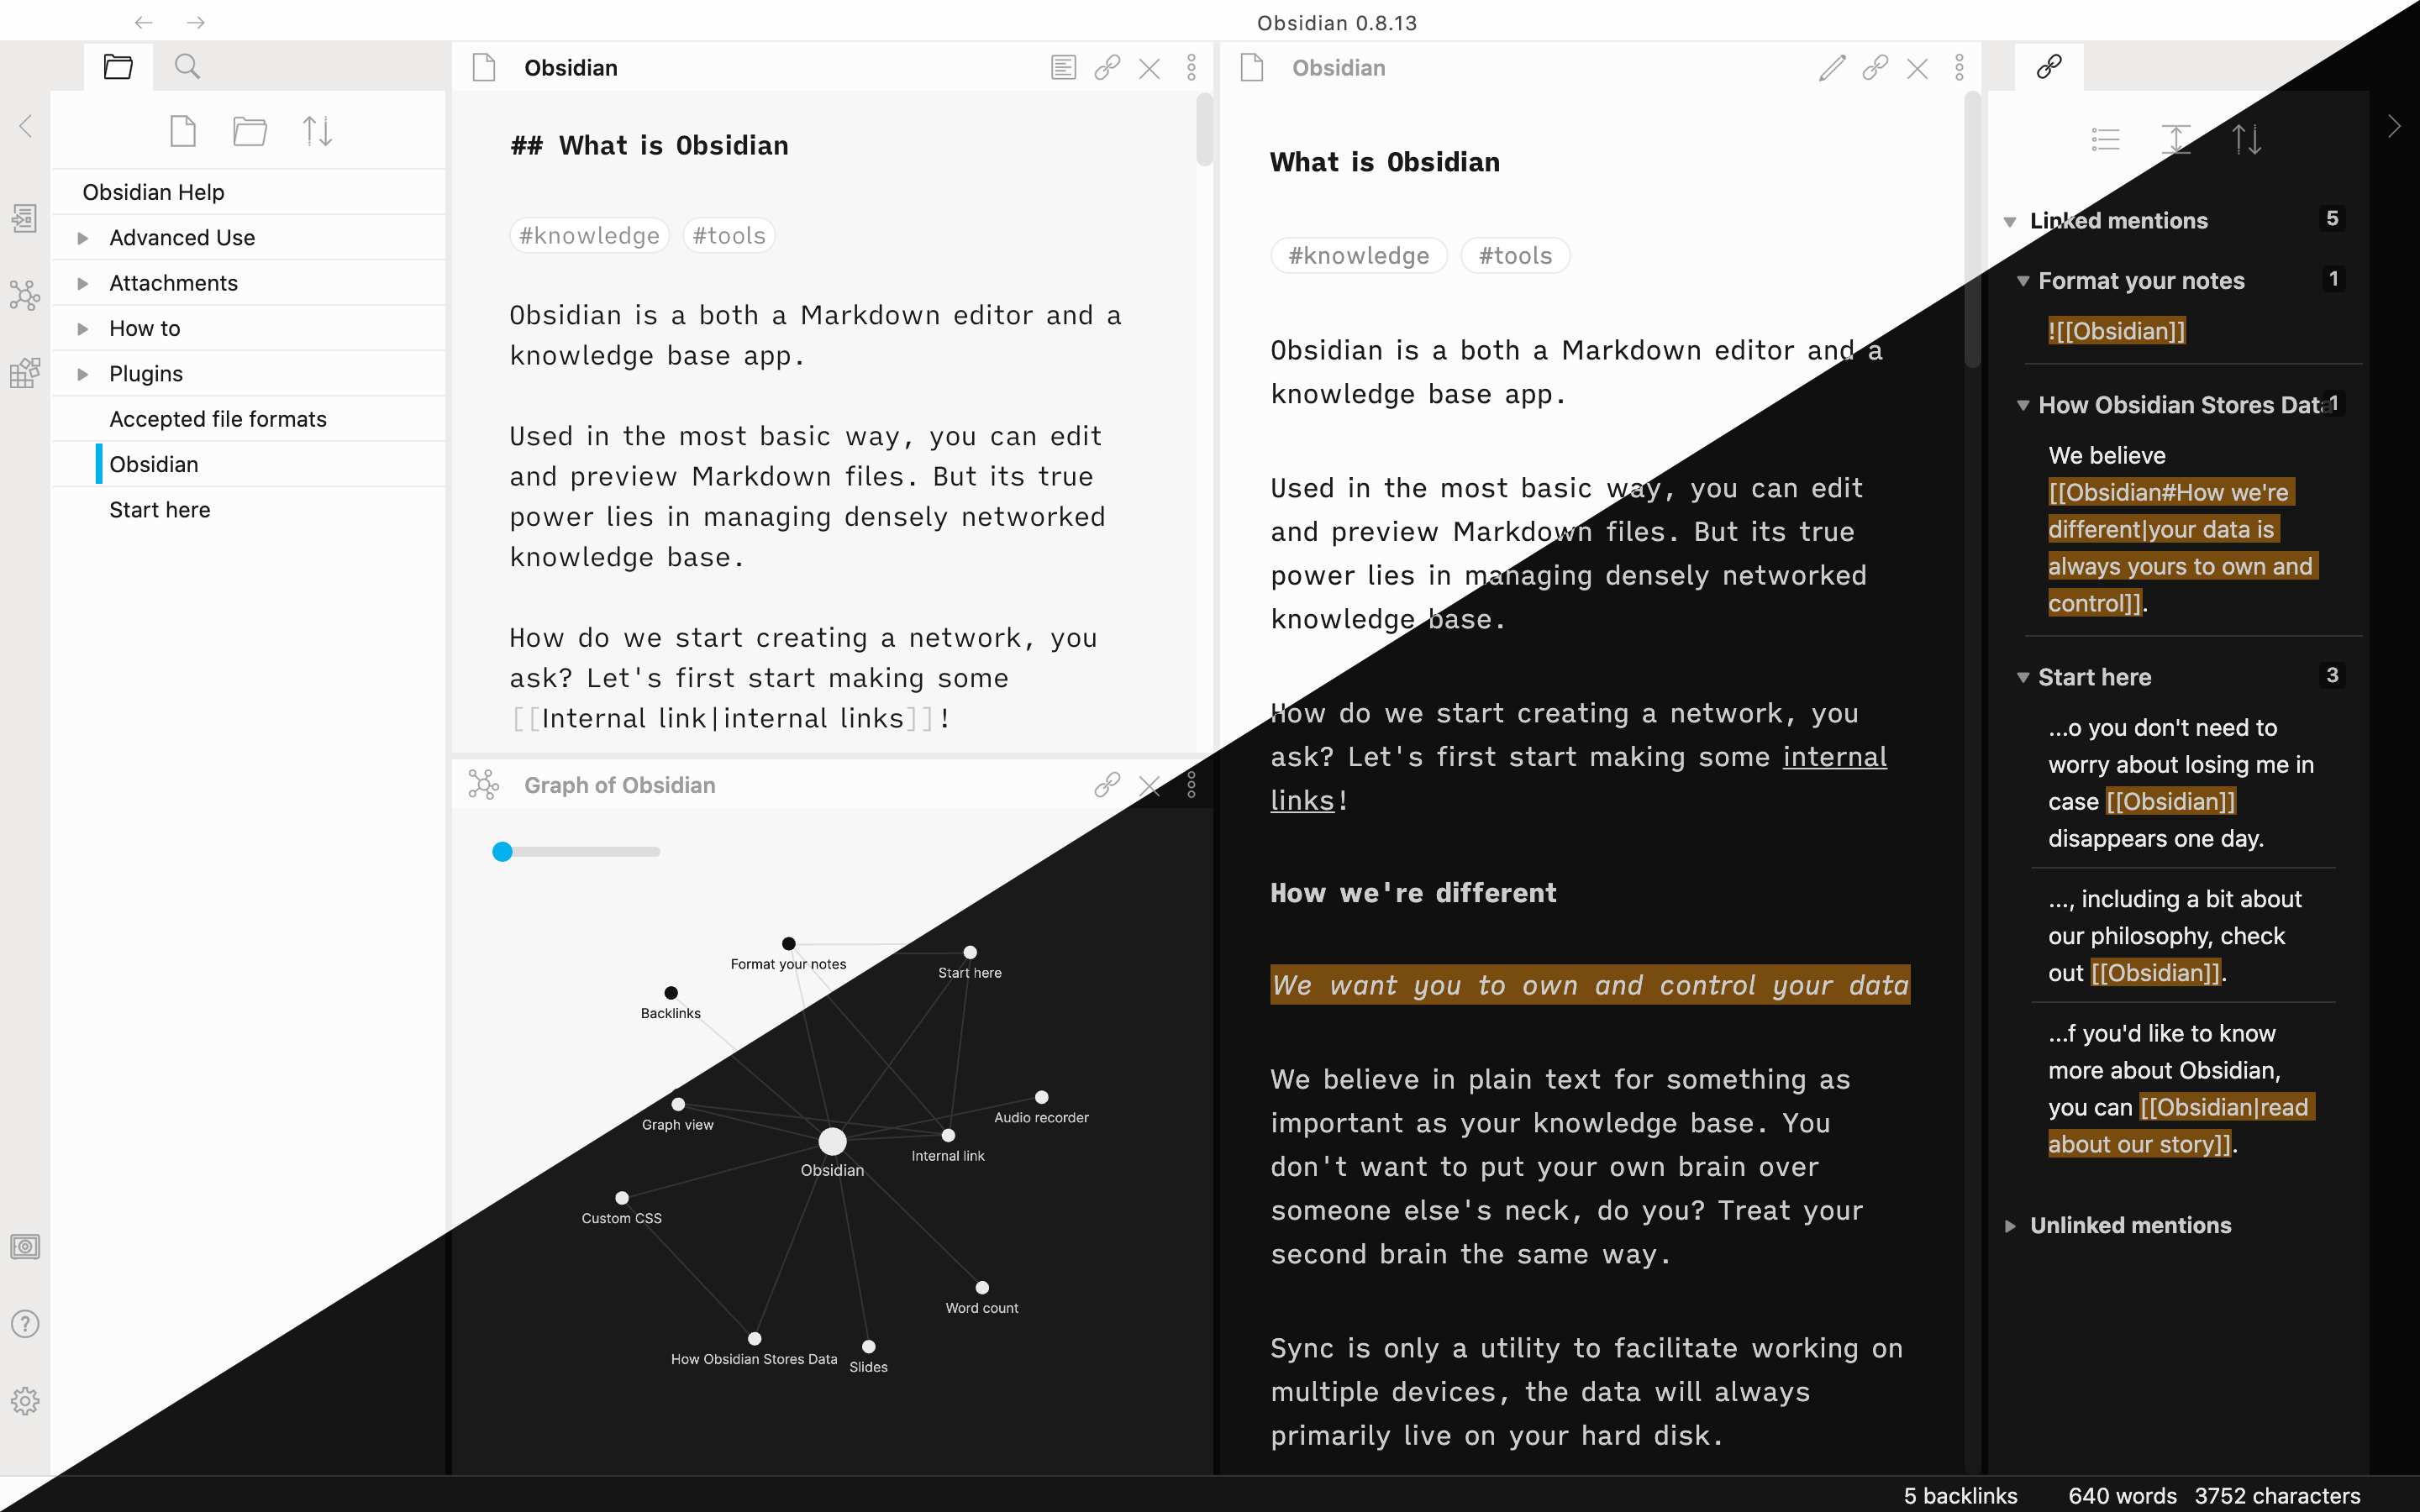 Obsidian 0.8.13
Obsidian Help
Advanced Use
Attachments
How to
Plugins
Accepted file formats
Obsidian
Start here
Obsidian
## What is Obsidian
#knowledge #tools
Obsidian is a both a Markdown editor and a
knowledge base app.
Used in the most basic way, you can edit
and preview Markdown files. But its true
power lies in managing densely networked
knowledge base.
How do we start creating a network, you
ask? Let's first start making some
[[Internal link|internal links]]!
Graph of Obsidian
Format your notes
Start here
Backlinks
Graph view
Audio recorder
Obsidian
Internal link
Custom CSS
Word count
How Obsidian Stores Data
Slides
Obsidian
What is Obsidian
#knowledge #tools
Obsidian is a both a Markdown editor and a
knowledge base app.
Used in the most basic way, you can edit
and preview Markdown files. But its true
power lies in managing densely networked
knowledge base.
How do we start creating a network, you
ask? Let's first start making some internal
links!
How we're different
We want you to own and control your data
We believe in plain text for something as
important as your knowledge base. You
don't want to put your own brain over
someone else's neck, do you? Treat your
second brain the same way.
Sync is only a utility to facilitate working on
multiple devices, the data will always
primarily live on your hard disk.
Linked mentions 5
Format your notes 1
![[Obsidian]]
How Obsidian Stores Data 1
We believe
[[Obsidian#How we're
different|your data is
always yours to own and
control]].
Start here 3
...o you don't need to
worry about losing me in
case [[Obsidian]]
disappears one day.
..., including a bit about
our philosophy, check
out [[Obsidian]].
...f you'd like to know
more about Obsidian,
you can [[Obsidian|read
about our story]].
Unlinked mentions
5 backlinks 640 words 3752 characters